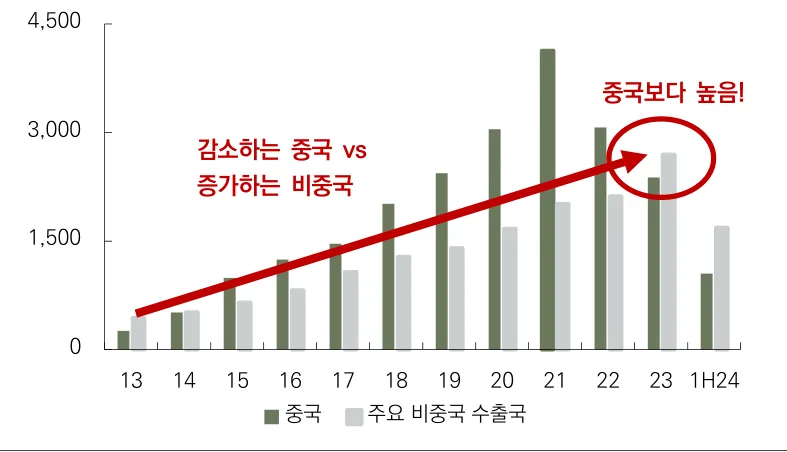 4,500
중국보다 높음!
3,000
감소하는 중국 vs
증가하는 비중국
1,500
0
13 14 15 16 17 18 19 20 21 22 23 1H24
중국 주요 비중국 수출국